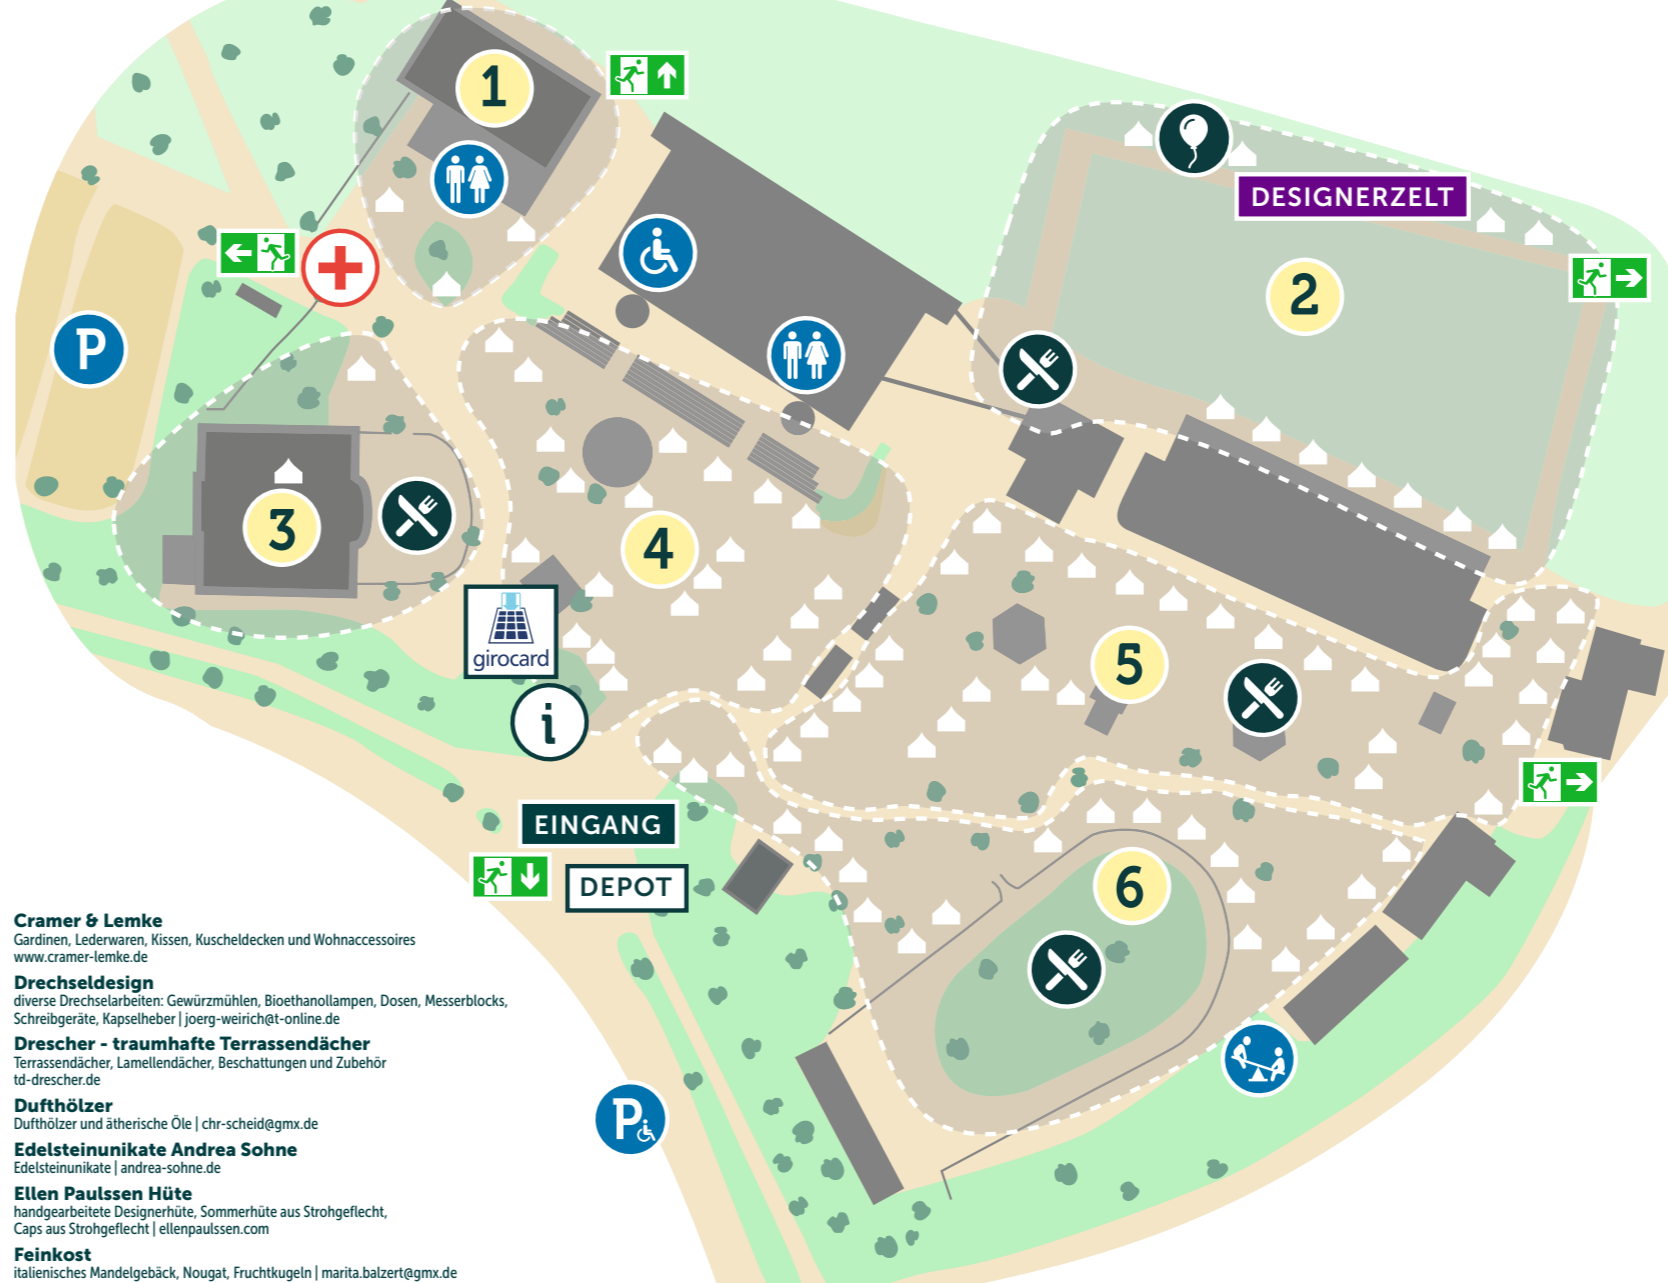 1
DESIGNERZELT
2
P
3
4
girocard
5
i
EINGANG
DEPOT
6
P
Cramer & Lemke
Gardinen, Lederwaren, Kissen, Kuscheldecken und Wohnaccessoires
www.cramer-lemke.de
Drechseldesign
diverse Drechselarbeiten: Gewürzmühlen, Bioethanollampen, Dosen, Messerblocks,
Schreibgeräte, Kapselheber | joerg-weirich@t-online.de
Drescher - traumhafte Terrassendächer
Terrassendächer, Lamellendächer, Beschattungen und Zubehör
td-drescher.de
Dufthölzer
Dufthölzer und ätherische Öle | chr-scheid@gmx.de
Edelsteinunikate Andrea Sohne
Edelsteinunikate | andrea-sohne.de
Ellen Paulssen Hüte
handgearbeitete Designerhüte, Sommerhüte aus Strohgeflecht,
Caps aus Strohgeflecht | ellenpaulssen.com
Feinkost
italienisches Mandelgebäck, Nougat, Fruchtkugeln | marita.balzert@gmx.de